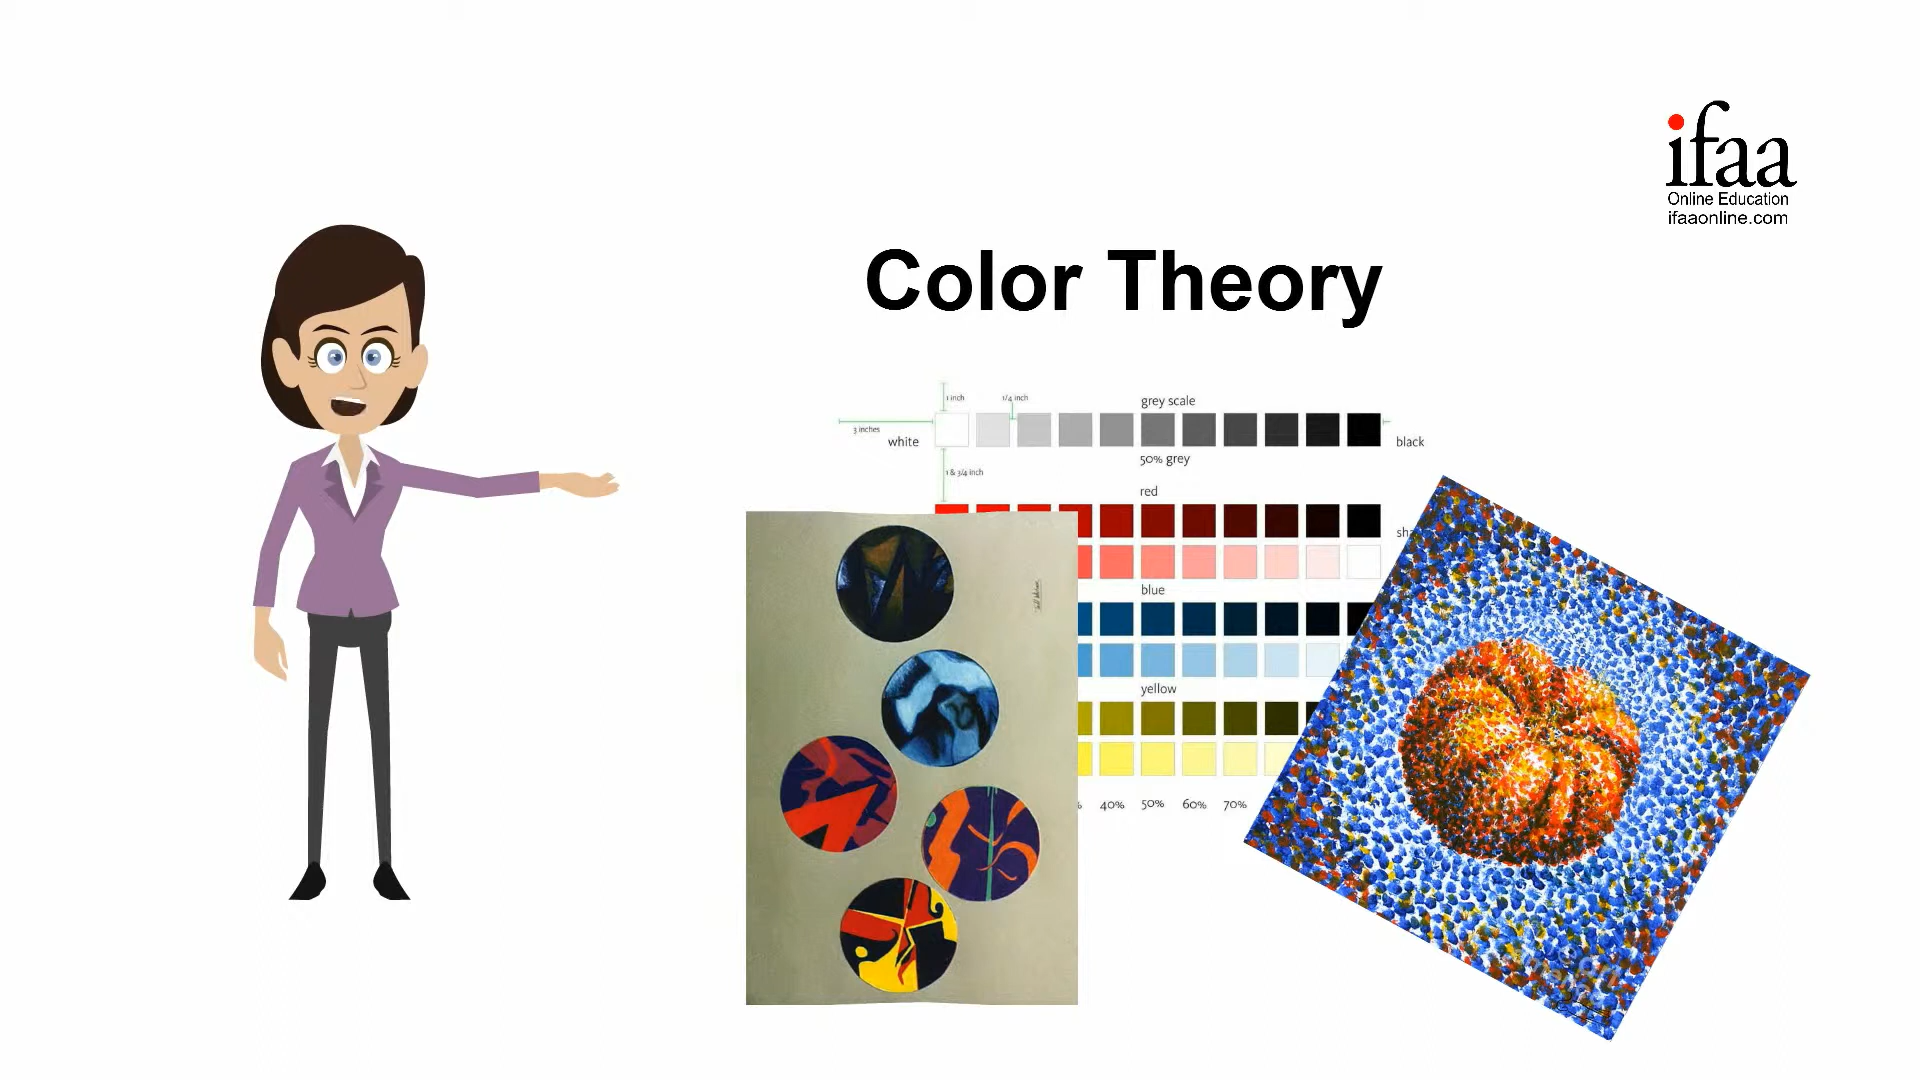 ifaa
Online Education
ifaaonline.com
Color Theory
1 inch
1/4 inch
grey scale
3 inches
white
black
50% grey
1 & 3/4 inch
red
blue
yellow
40% 50% 60% 70%